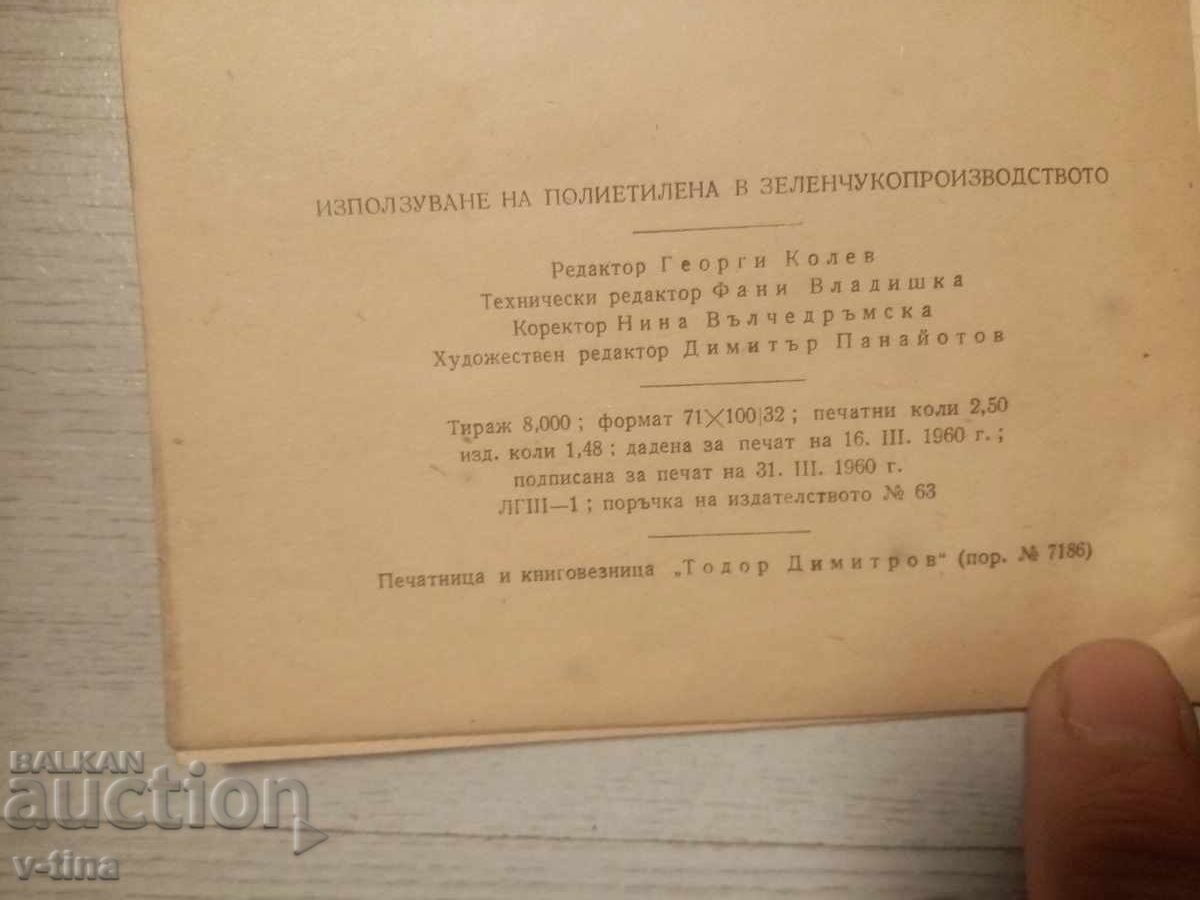 ИЗПОЛЗУВАНЕ НА ПОЛИЕТИЛЕНА В ЗЕЛЕНЧУКОПРОИЗВОДСТВОТО
Редактор Георги Колев
Технически редактор Фани Владишка
Коректор Нина Вълчедръмска
Художествен редактор Димитър Панайотов
Тираж 8,000 ; формат 71×100|32 ; печатни коли 2,50
изд. коли 1,48 ; дадена за печат на 16. III. 1960 г. ;
подписана за печат на 31. III. 1960 г.
ЛГIII—1 ; поръчка на издателството № 63
Печатница и книговезница „Тодор Димитров“ (пор. № 7186)
BALKAN
auction
v-tina